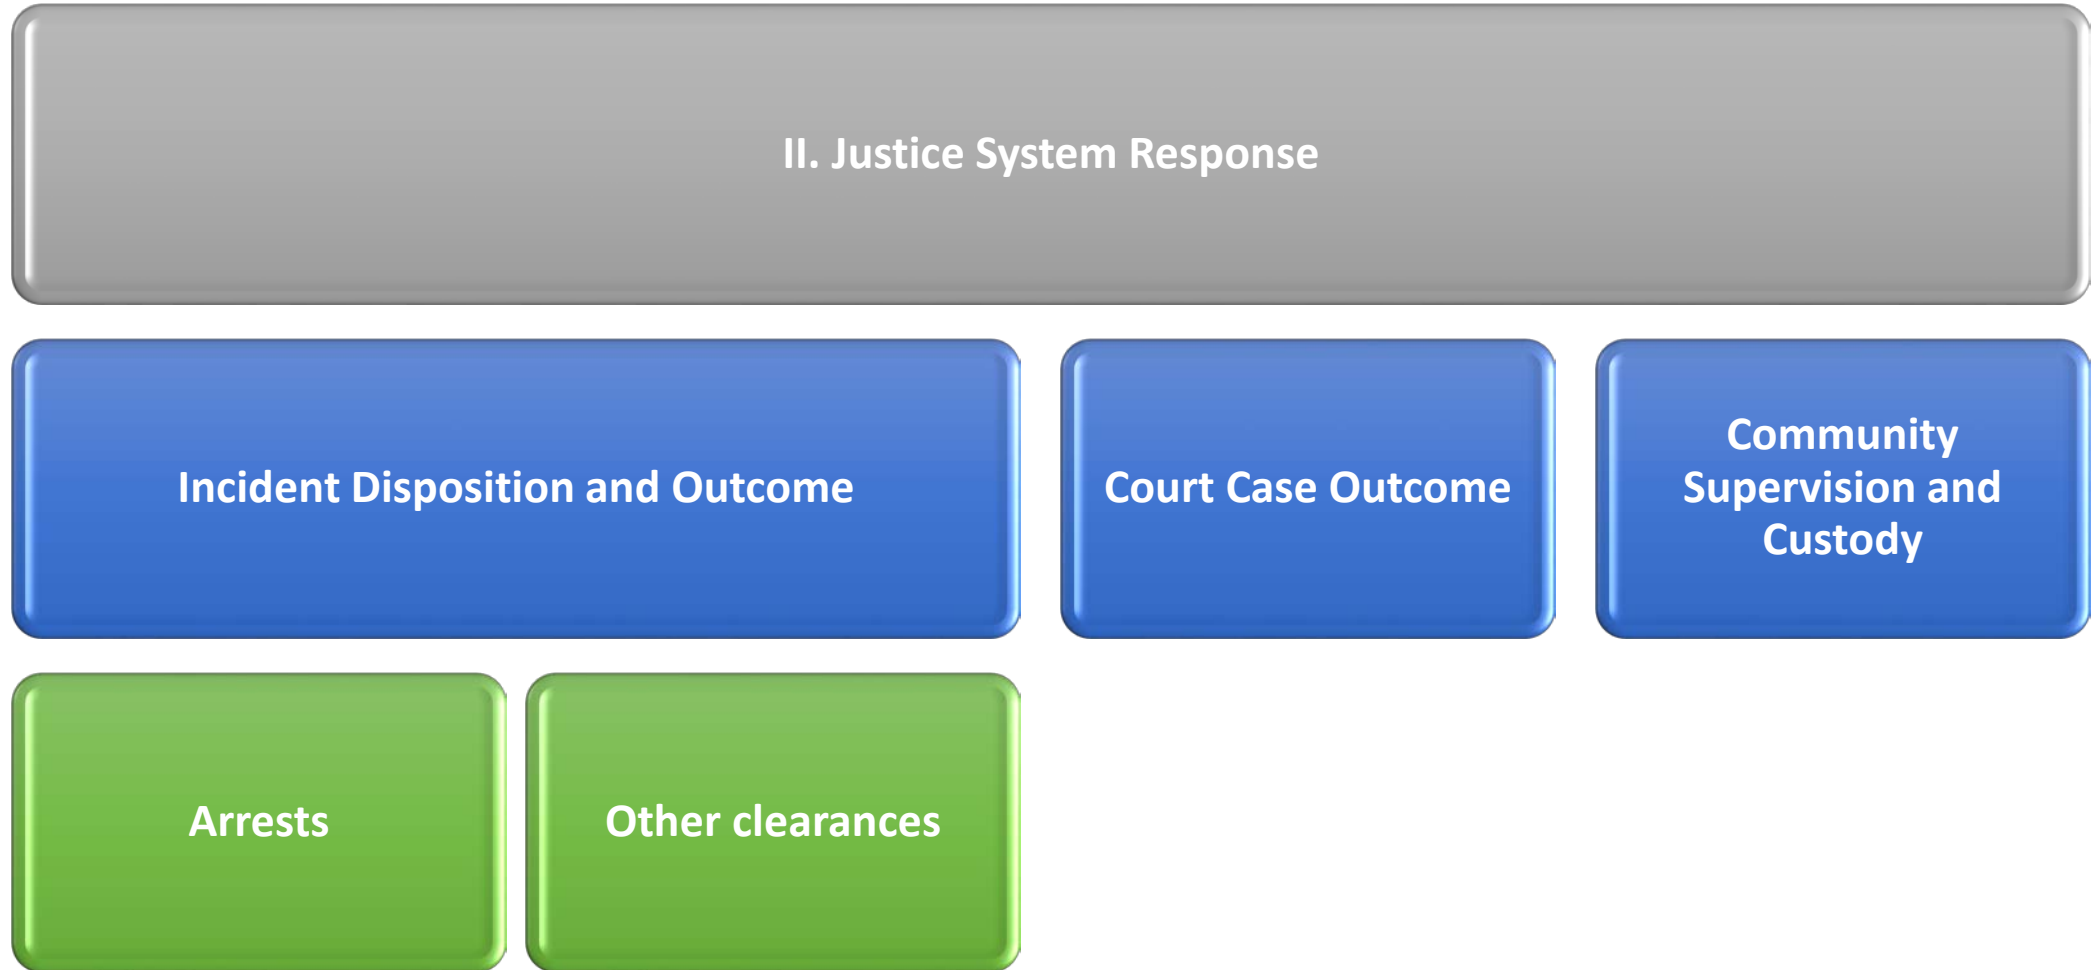 II. Justice System Response
Incident Disposition and Outcome
Court Case Outcome
Community
Supervision and
Custody
Arrests
Other clearances